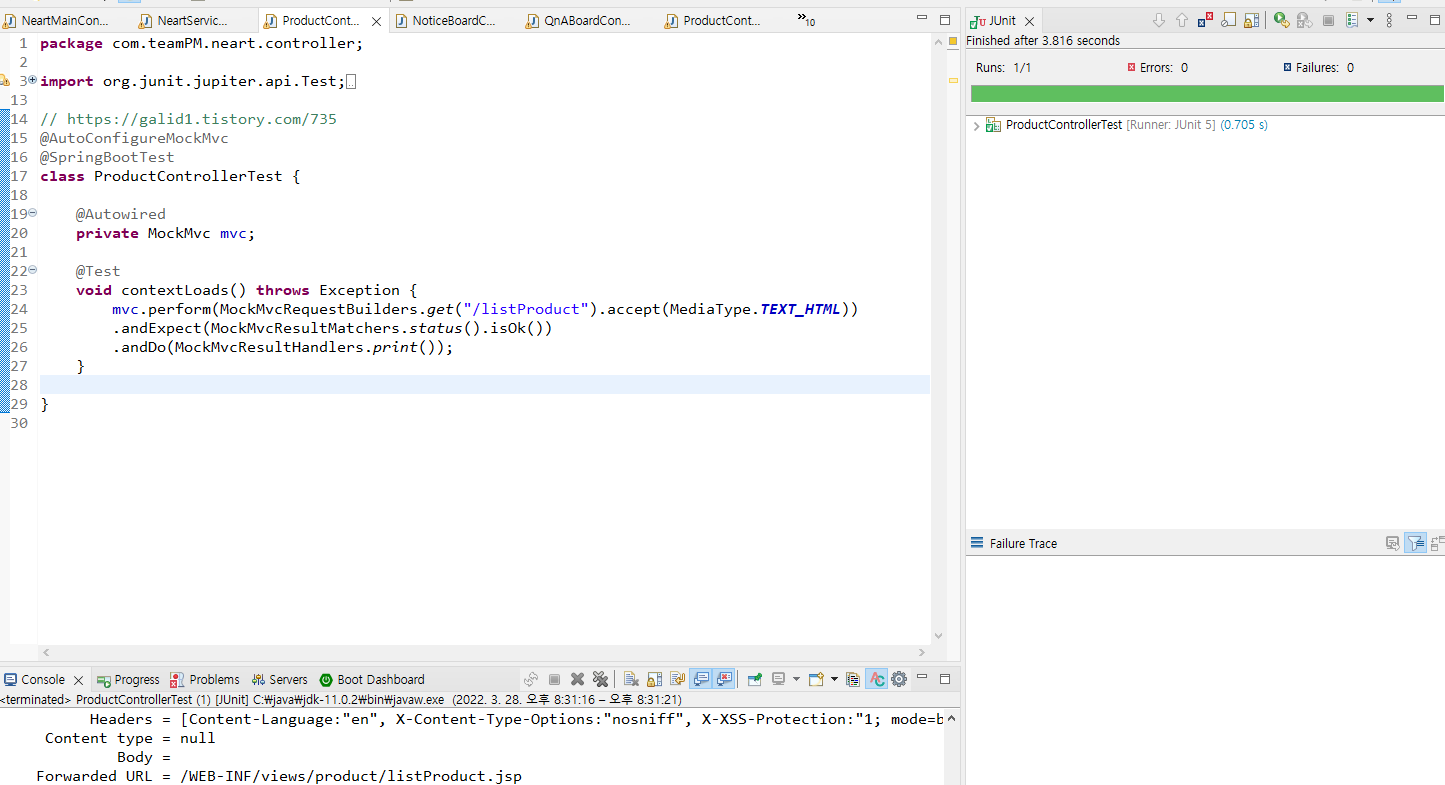 NeartMainCon...
NeartServic...
ProductCont...
NoticeBoardC...
QnABoardCon...
ProductCont...
»10
JUnit
Finished after 3.816 seconds
Runs: 1/1
Errors: 0
Failures: 0
ProductControllerTest [Runner: JUnit 5] (0.705 s)
1 package com.teamPM.neart.controller;
2
3 import org.junit.jupiter.api.Test;
13
14 // https://galid1.tistory.com/735
15 @AutoConfigureMockMvc
16 @SpringBootTest
17 class ProductControllerTest {
18
19 @Autowired
20 private MockMvc mvc;
21
22 @Test
23 void contextLoads() throws Exception {
24 mvc.perform(MockMvcRequestBuilders.get("/listProduct").accept(MediaType.TEXT_HTML))
25 .andExpect(MockMvcResultMatchers.status().isOk())
26 .andDo(MockMvcResultHandlers.print());
27 }
28
29 }
30
Failure Trace
Console
Progress
Problems
Servers
Boot Dashboard
<terminated> ProductControllerTest (1) [JUnit] C:₩java₩jdk-11.0.2₩bin₩javaw.exe (2022. 3. 28. 오후 8:31:16 – 오후 8:31:21)
Headers = [Content-Language:"en", X-Content-Type-Options:"nosniff", X-XSS-Protection:"1; mode=b
Content type = null
Body =
Forwarded URL = /WEB-INF/views/product/listProduct.jsp